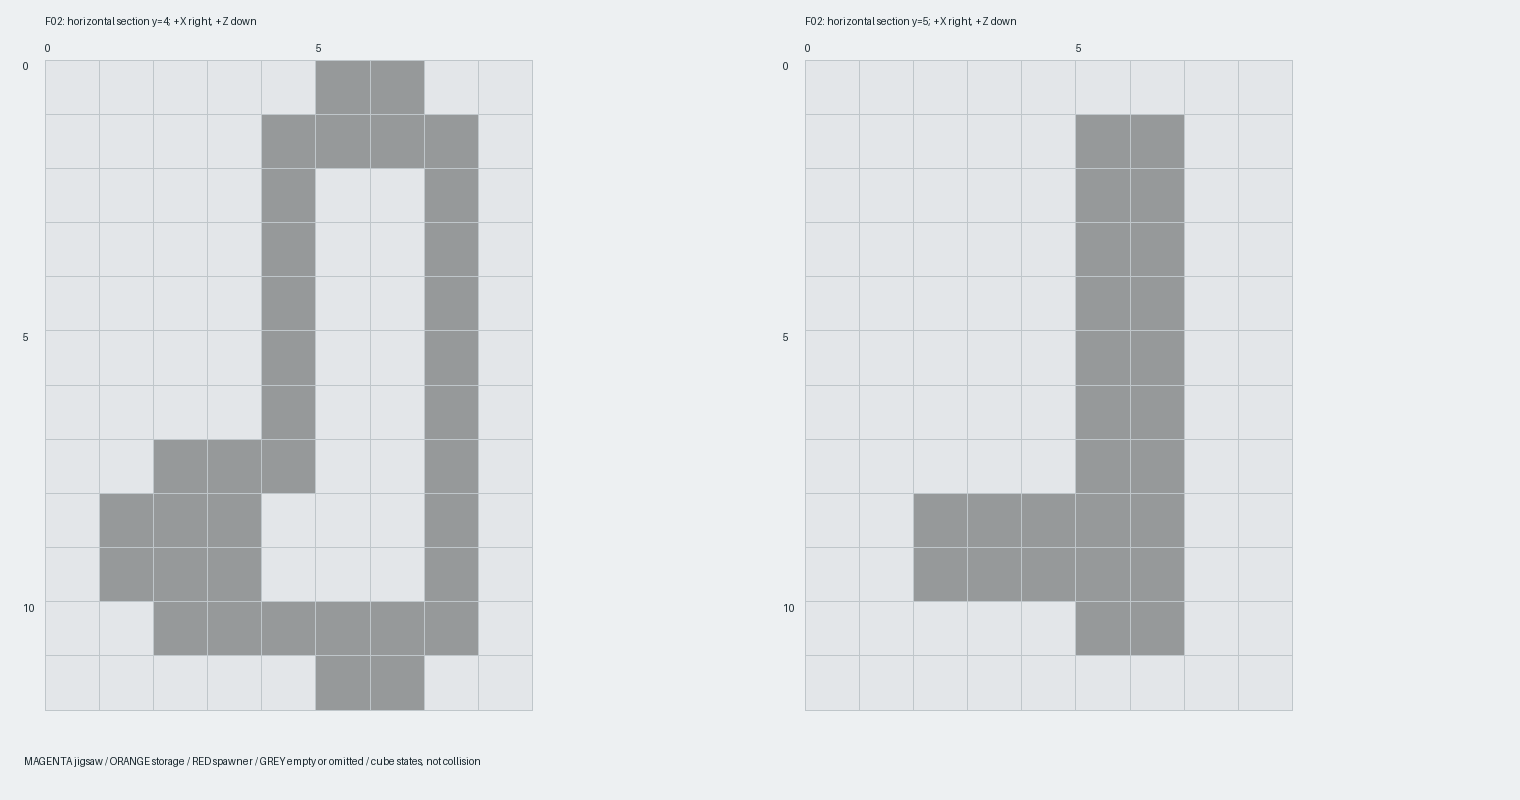 F02: horizontal section y=4; +X right, +Z down
F02: horizontal section y=5; +X right, +Z down
0 5
0 5
0
0
5
5
10
10
MAGENTA jigsaw / ORANGE storage / RED spawner / GREY empty or omitted / cube states, not collision